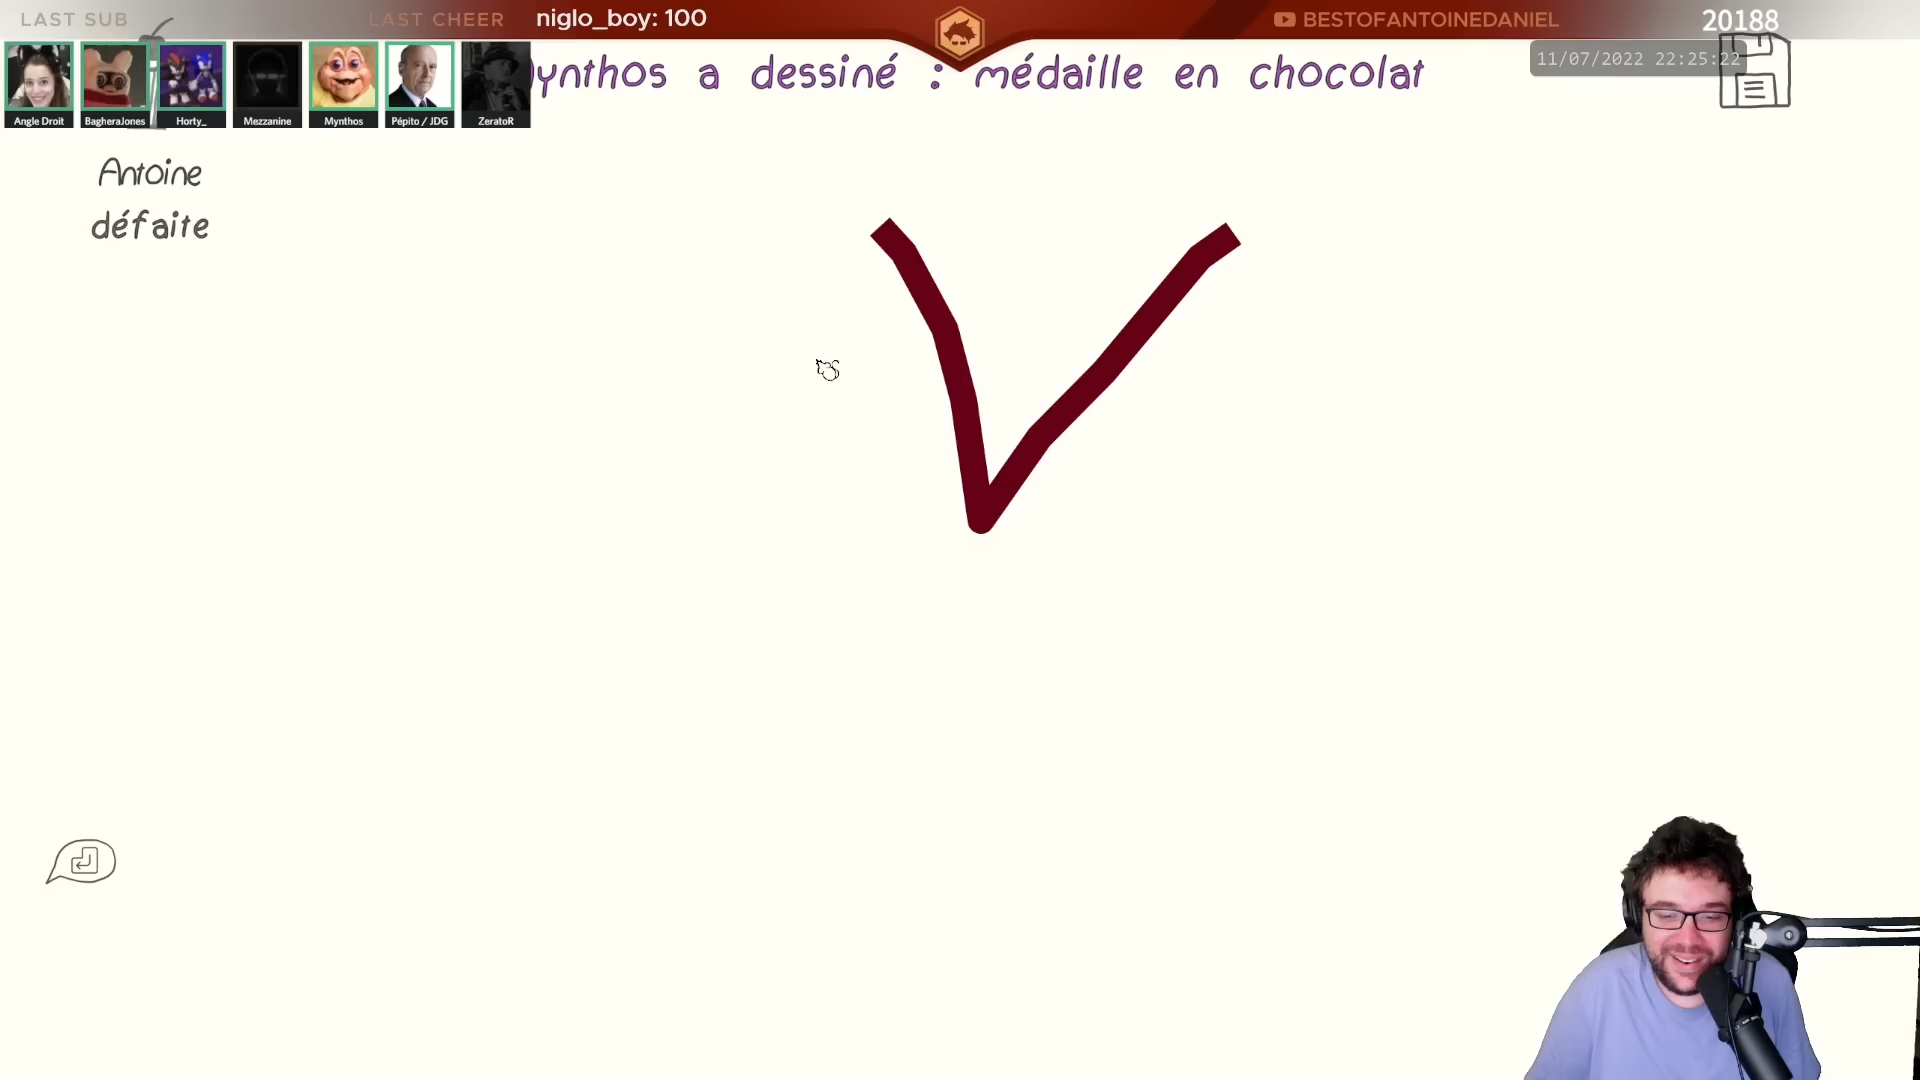 LAST SUB
LAST CHEER niglo_boy: 100
BESTOFANTOINEDANIEL
20188
11/07/2022 22:25:22
ynthos a dessiné : médaille en chocolat
Angle Droit
BagheraJones
Horty_
Mezzanine
Mynthos
Pépito / JDG
ZeratoR
Antoine
défaite